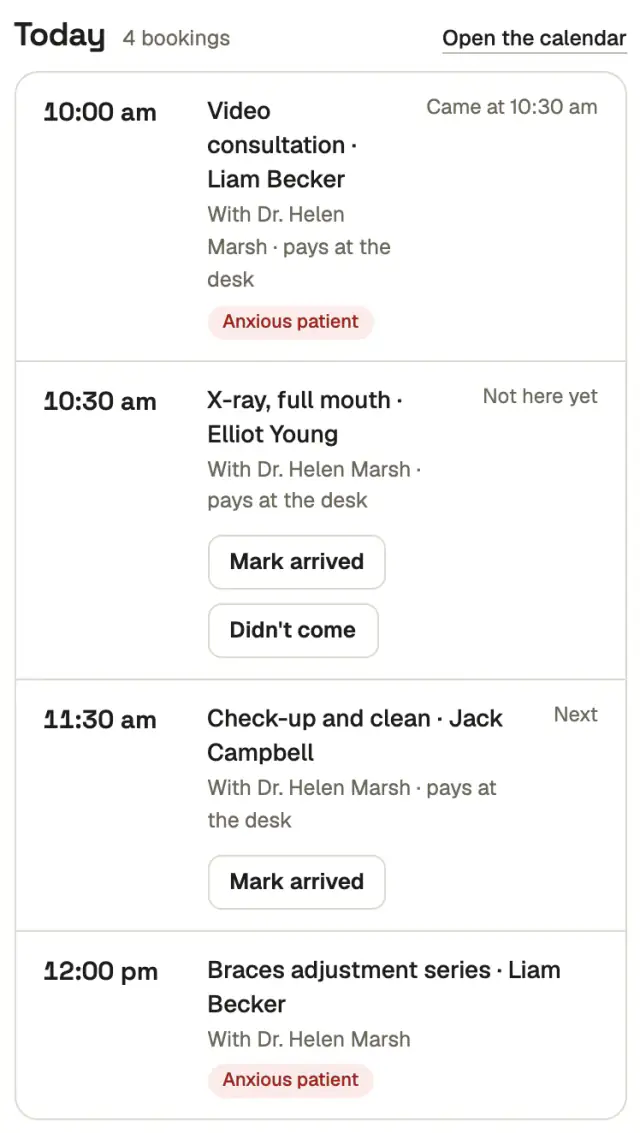 Today 4 bookings Open the calendar
10:00 am Video Came at 10:30 am
consultation ·
Liam Becker
With Dr. Helen
Marsh · pays at the
desk
Anxious patient
10:30 am X-ray, full mouth · Not here yet
Elliot Young
With Dr. Helen Marsh ·
pays at the desk
Mark arrived
Didn't come
11:30 am Check-up and clean · Jack Next
Campbell
With Dr. Helen Marsh · pays at
the desk
Mark arrived
12:00 pm Braces adjustment series · Liam
Becker
With Dr. Helen Marsh
Anxious patient